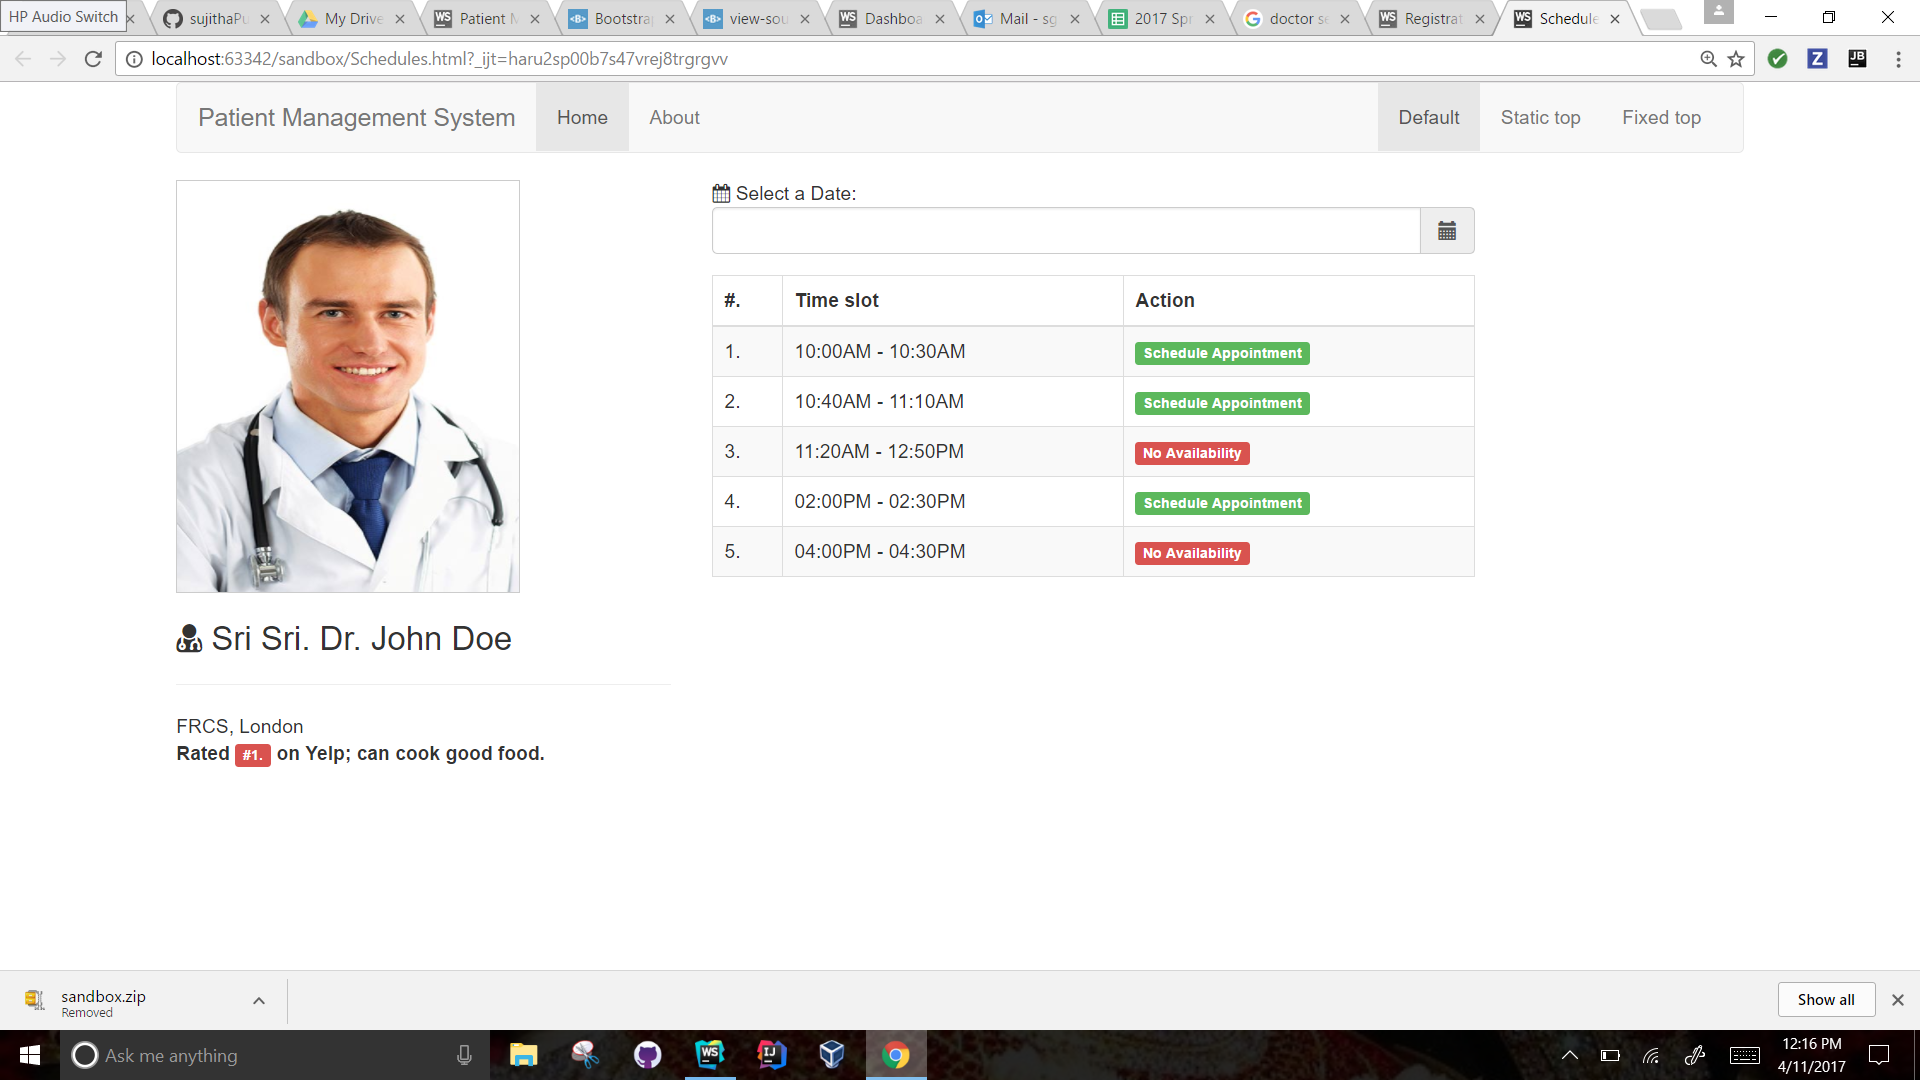 HP Audio Switch
sujithaPu
My Drive
Patient M
Bootstrap
view-sou
Dashboa
Mail - sg
2017 Spr
doctor se
Registrat
Schedule
localhost:63342/sandbox/Schedules.html?_ijt=haru2sp00b7s47vrej8trgrgvv
Patient Management System
Home
About
Default
Static top
Fixed top
Select a Date:
#. Time slot Action
1. 10:00AM - 10:30AM Schedule Appointment
2. 10:40AM - 11:10AM Schedule Appointment
3. 11:20AM - 12:50PM No Availability
4. 02:00PM - 02:30PM Schedule Appointment
5. 04:00PM - 04:30PM No Availability
Sri Sri. Dr. John Doe
FRCS, London
Rated #1. on Yelp; can cook good food.
sandbox.zip
Removed
Show all
Ask me anything
12:16 PM
4/11/2017